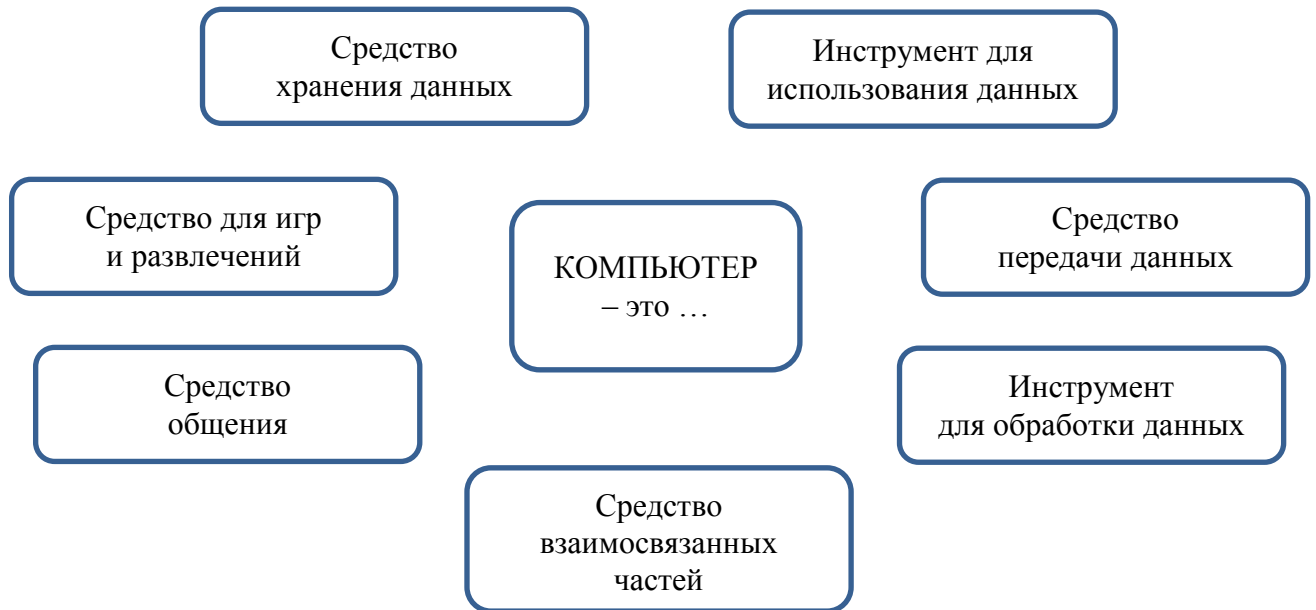 Средство
хранения данных
Инструмент для
использования данных
Средство для игр
и развлечений
КОМПЬЮТЕР
– это …
Средство
передачи данных
Средство
общения
Инструмент
для обработки данных
Средство
взаимосвязанных
частей